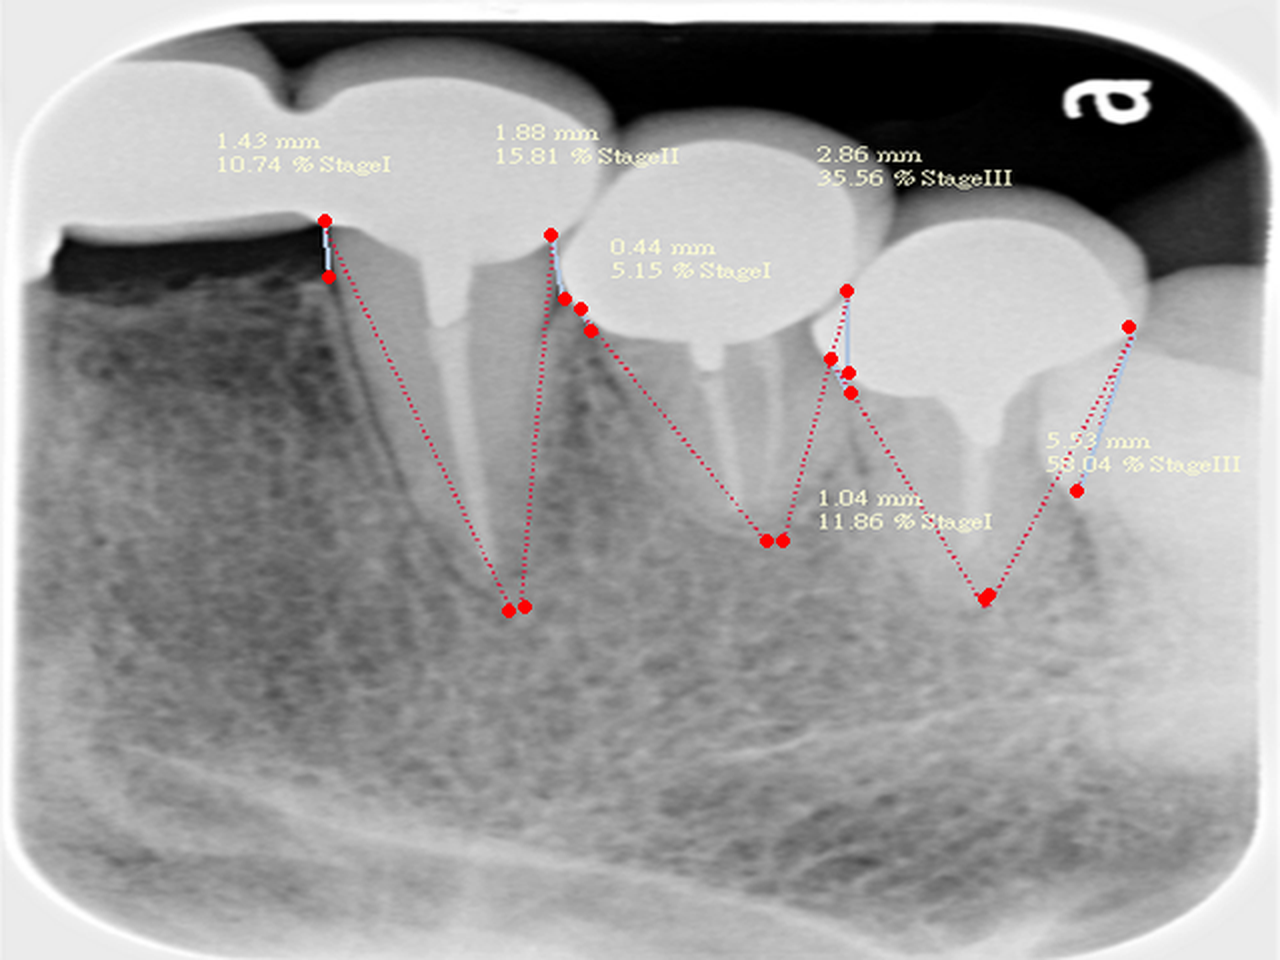 a
1.43 mm
10.74 % StageI
1.88 mm
15.81 % StageII
2.86 mm
35.56 % StageIII
0.44 mm
5.15 % StageI
5.53 mm
58.04 % StageIII
1.04 mm
11.86 % StageI